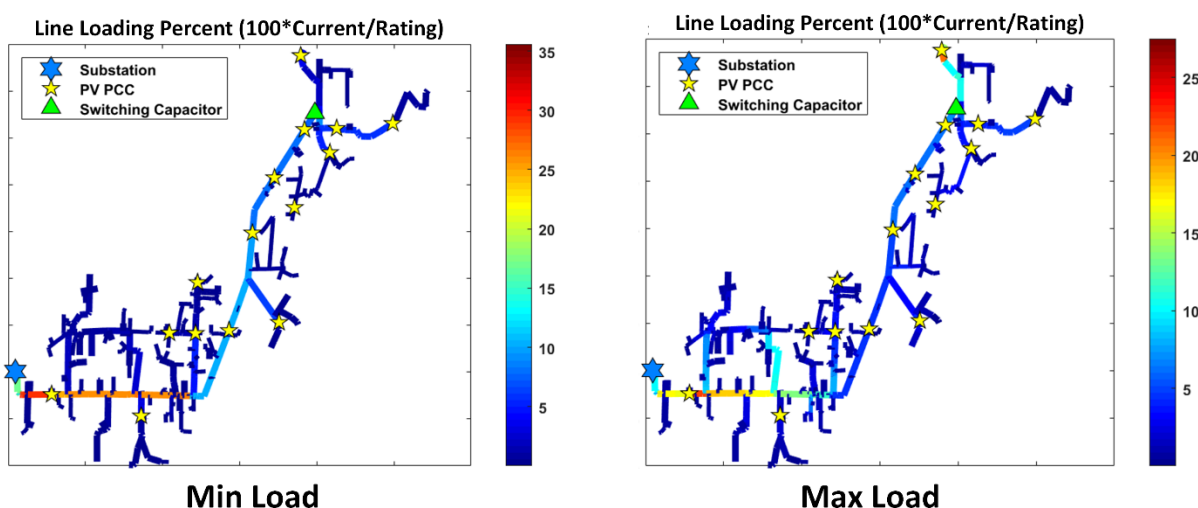 Line Loading Percent (100*Current/Rating)
Substation
PV PCC
Switching Capacitor
35
30
25
20
15
10
5
Min Load
Line Loading Percent (100*Current/Rating)
Substation
PV PCC
Switching Capacitor
25
20
15
10
5
Max Load